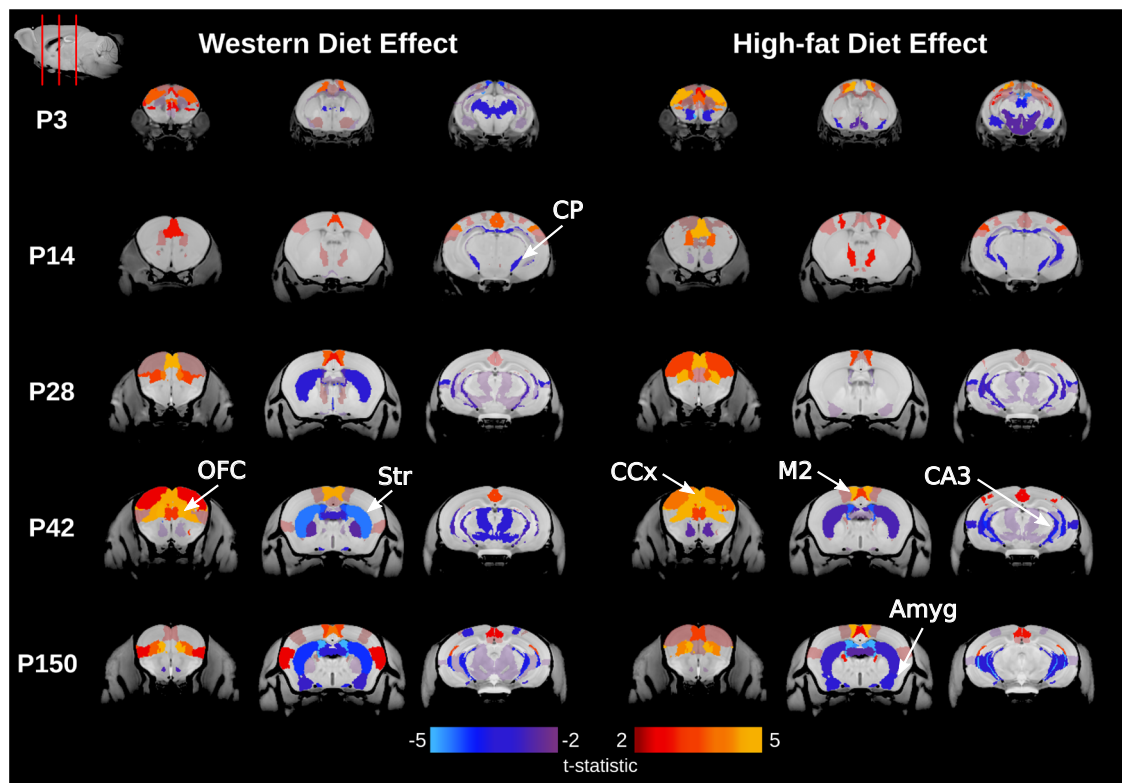 Western Diet Effect
High-fat Diet Effect
P3
P14
CP
P28
P42
OFC
Str
CCx
M2
CA3
P150
Amyg
-5
-2
2
5
t-statistic